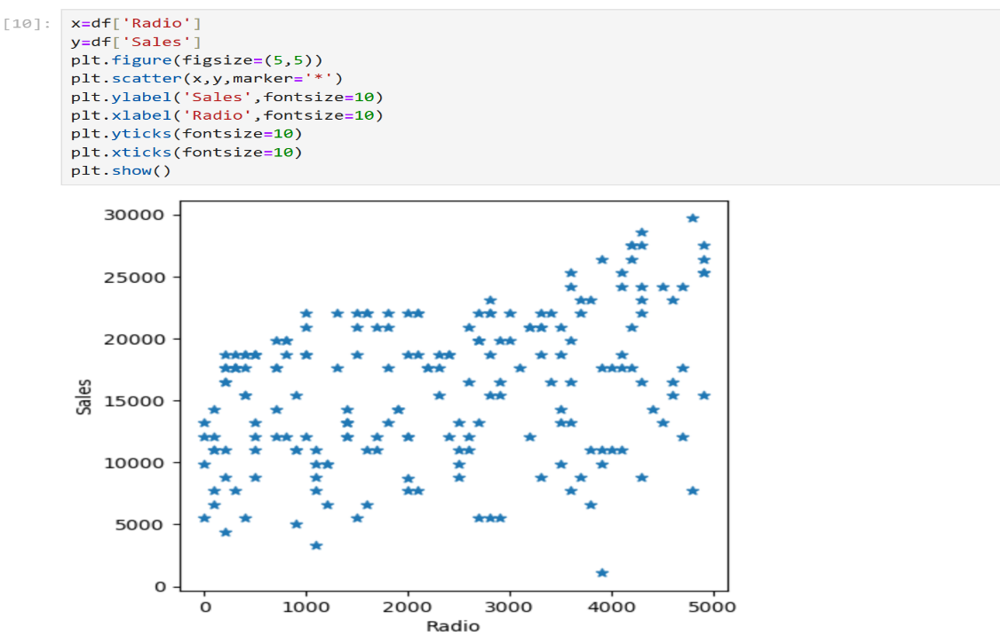 [10]:
x=df['Radio']
y=df['Sales']
plt.figure(figsize=(5,5))
plt.scatter(x,y,marker='*')
plt.ylabel('Sales',fontsize=10)
plt.xlabel('Radio',fontsize=10)
plt.yticks(fontsize=10)
plt.xticks(fontsize=10)
plt.show()
30000
25000
20000
15000
10000
5000
0
Sales
0 1000 2000 3000 4000 5000
Radio